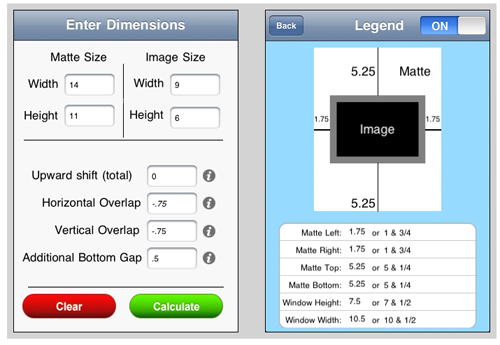 Enter Dimensions
Matte Size Image Size
Width 14 Width 9
Height 11 Height 6
Upward shift (total) 0 i
Horizontal Overlap -.75 i
Vertical Overlap -.75 i
Additional Bottom Gap .5 i
Clear Calculate
Back Legend ON
5.25 Matte
1.75 Image 1.75
5.25
Matte Left: 1.75 or 1 & 3/4
Matte Right: 1.75 or 1 & 3/4
Matte Top: 5.25 or 5 & 1/4
Matte Bottom: 5.25 or 5 & 1/4
Window Height: 7.5 or 7 & 1/2
Window Width: 10.5 or 10 & 1/2